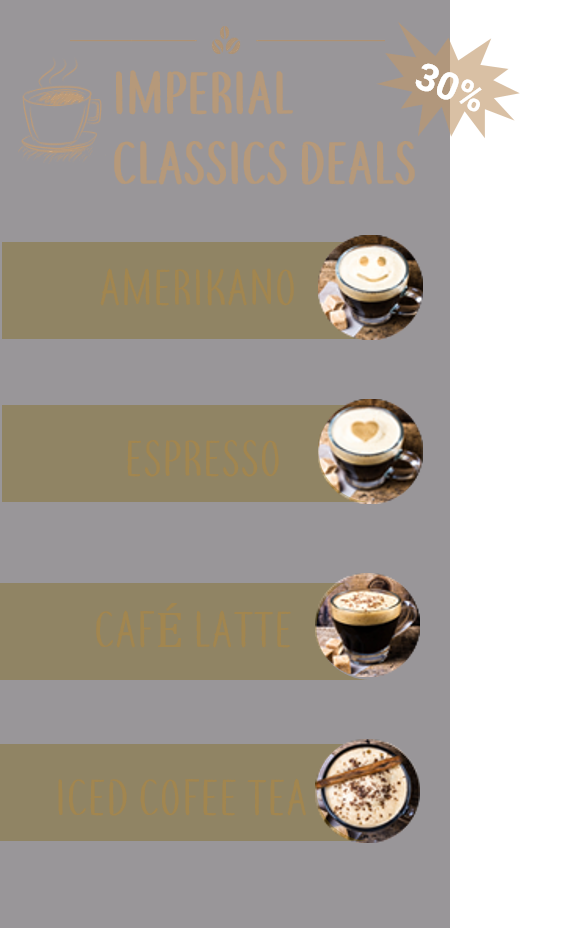 30%
IMPERIAL
CLASSICS DEALS
AMERIKANO
ESPRESSO
CAFÉ LATTE
ICED COFEE TEA